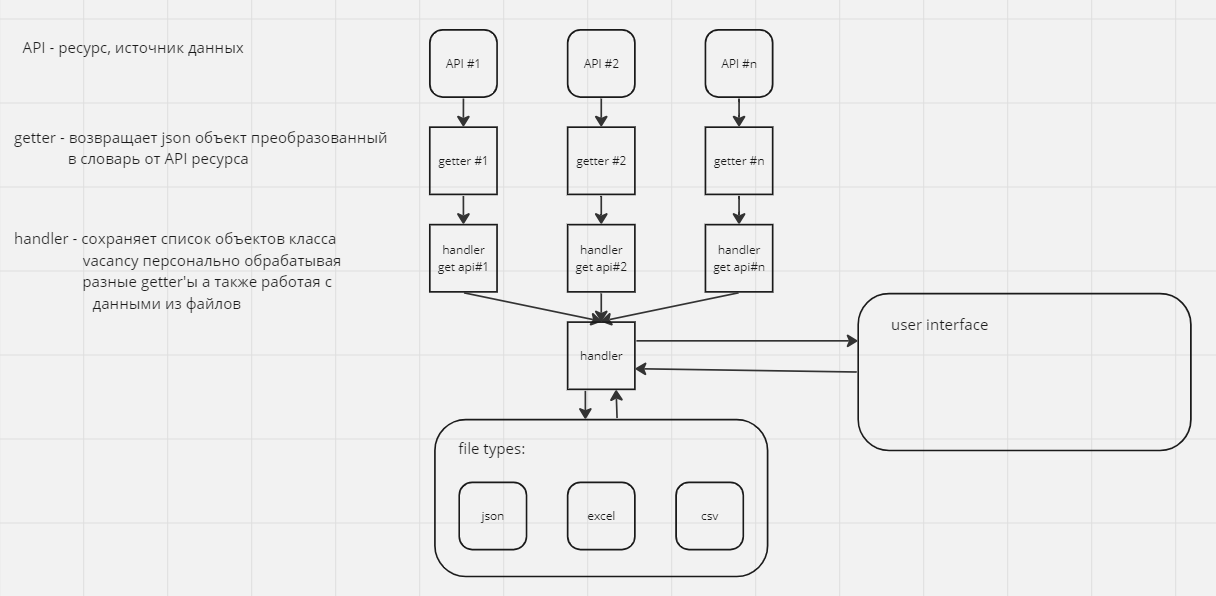 API - ресурс, источник данных
API #1
API #2
API #n
getter - возвращает json объект преобразованный
в словарь от API ресурса
getter #1
getter #2
getter #n
handler - сохраняет список объектов класса
vacancy персонально обрабатывая
разные getter'ы а также работая с
данными из файлов
handler
get api#1
handler
get api#2
handler
get api#n
handler
user interface
file types:
json
excel
csv